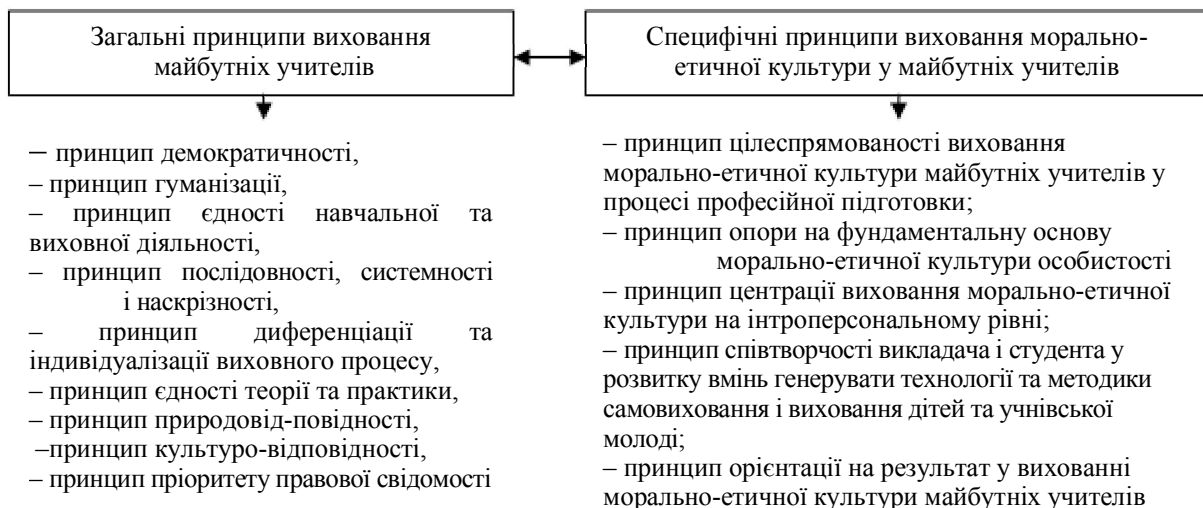 Загальні принципи виховання
майбутніх учителів
Специфічні принципи виховання морально-
етичної культури у майбутніх учителів
– принцип демократичності,
– принцип гуманізації,
– принцип єдності навчальної та
виховної діяльності,
– принцип послідовності, системності
і наскрізності,
– принцип диференціації та
індивідуалізації виховного процесу,
– принцип єдності теорії та практики,
– принцип природовід-повідності,
–принцип культуро-відповідності,
– принцип пріоритету правової свідомості
– принцип цілеспрямованості виховання
морально-етичної культури майбутніх учителів у
процесі професійної підготовки;
– принцип опори на фундаментальну основу
морально-етичної культури особистості
– принцип центрації виховання морально-етичної
культури на інтроперсональному рівні;
– принцип співтворчості викладача і студента у
розвитку вмінь генерувати технології та методики
самовиховання і виховання дітей та учнівської
молоді;
– принцип орієнтації на результат у вихованні
морально-етичної культури майбутніх учителів